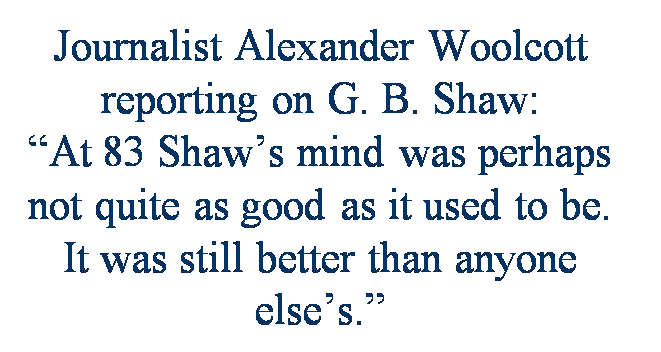 Journalist Alexander Woolcott
reporting on G. B. Shaw:
“At 83 Shaw’s mind was perhaps
not quite as good as it used to be.
It was still better than anyone
else’s.”